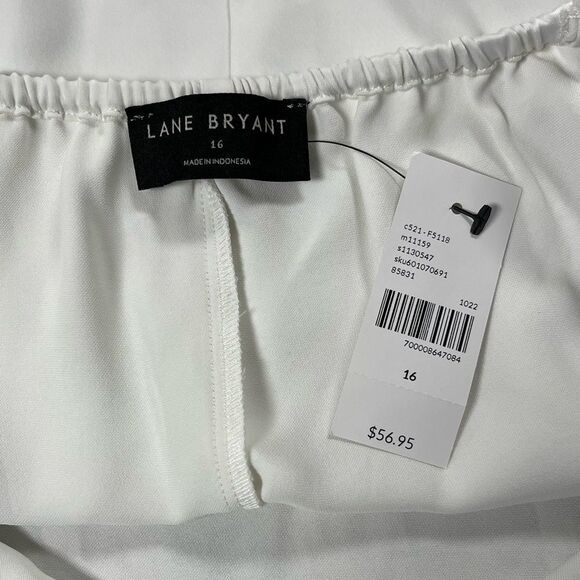 LANE BRYANT
16
MADE IN INDONESIA
c521-F5118
m11159
s1130547
sku601070691
85831
1022
700008647084
16
$56.95